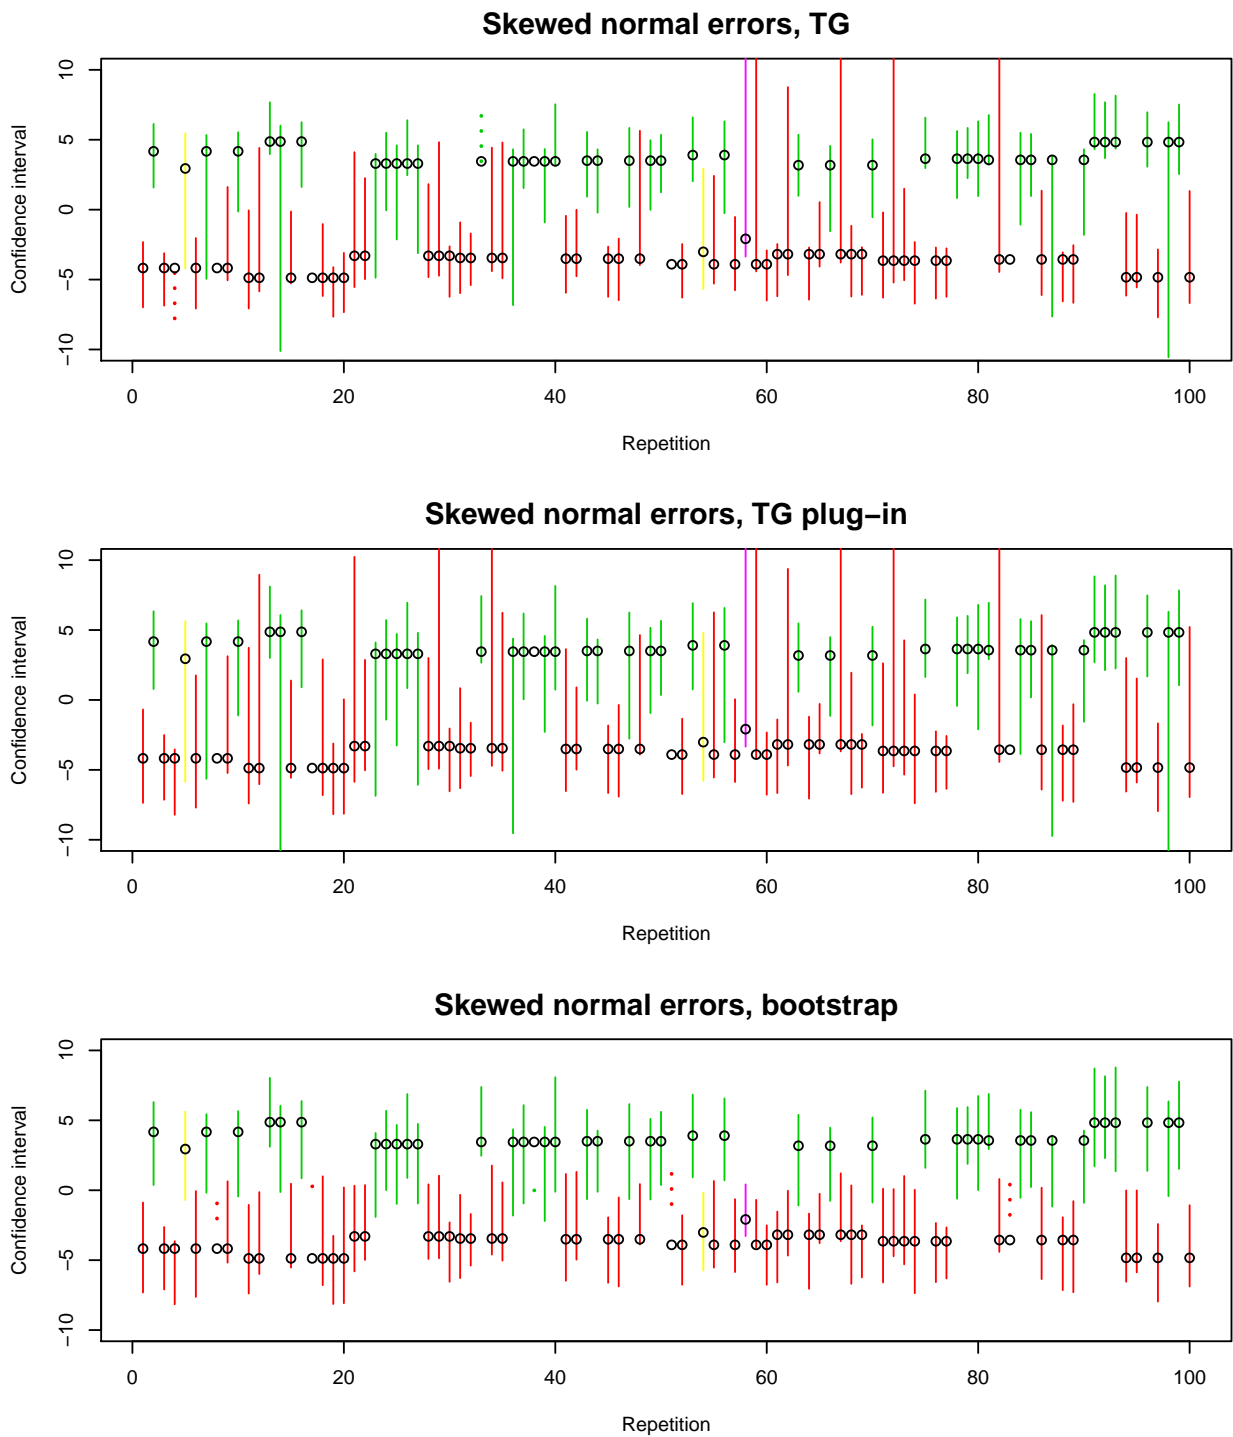 Skewed normal errors, TG
Confidence interval
10
5
0
−5
−10
0 20 40 60 80 100
Repetition
Skewed normal errors, TG plug−in
Confidence interval
10
5
0
−5
−10
0 20 40 60 80 100
Repetition
Skewed normal errors, bootstrap
Confidence interval
10
5
0
−5
−10
0 20 40 60 80 100
Repetition